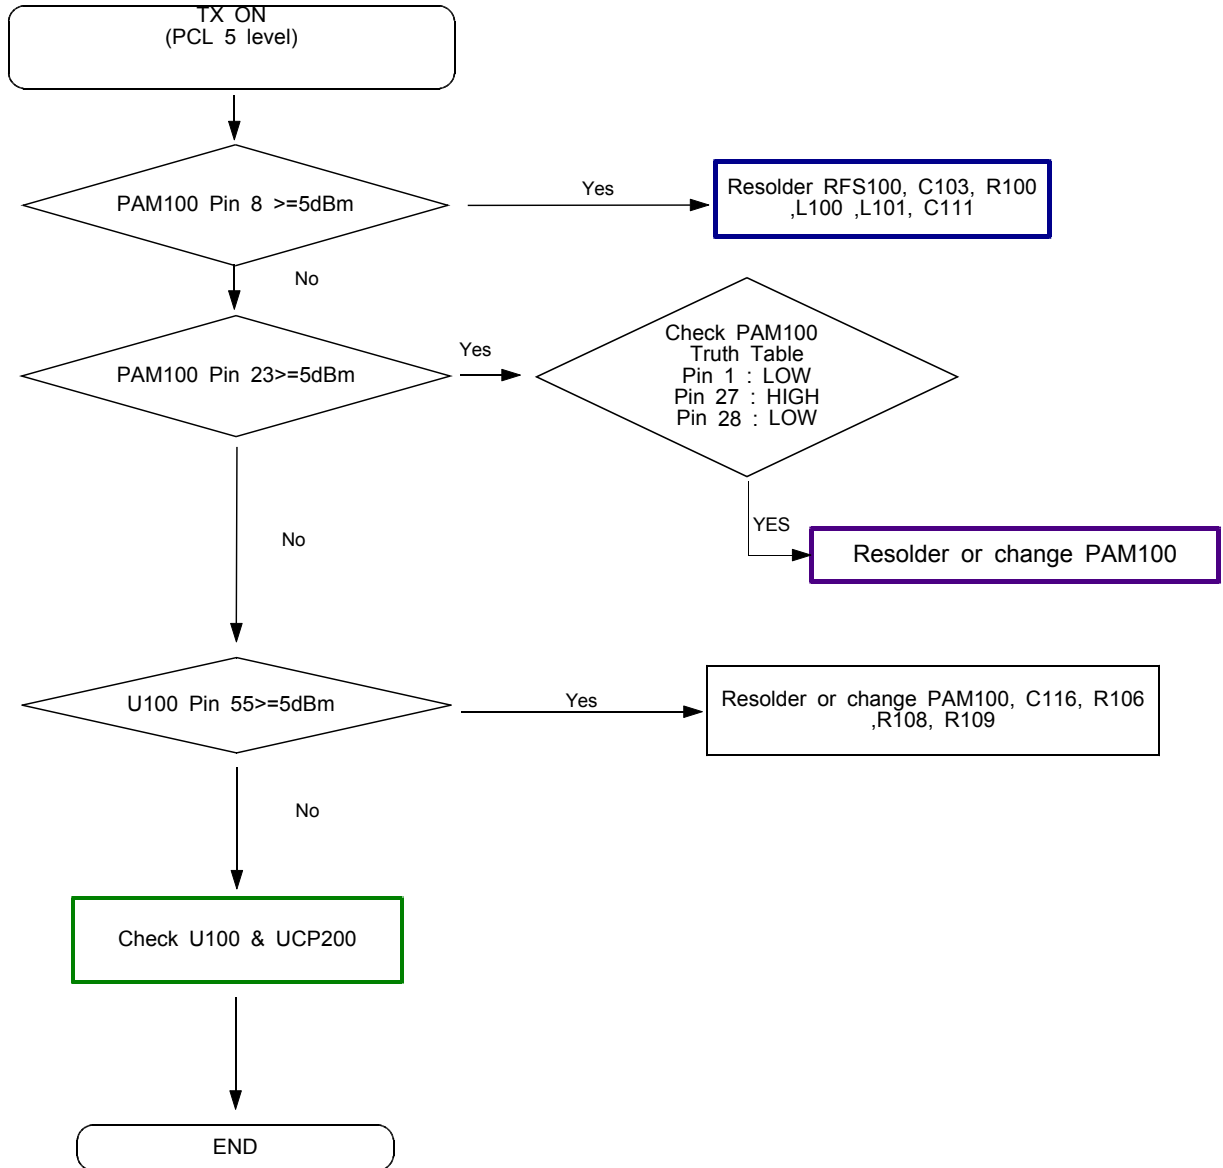 TX ON
(PCL 5 level)
PAM100 Pin 8 >=5dBm
Yes
Resolder RFS100, C103, R100
,L100 ,L101, C111
No
PAM100 Pin 23>=5dBm
Yes
Check PAM100
Truth Table
Pin 1 : LOW
Pin 27 : HIGH
Pin 28 : LOW
YES
Resolder or change PAM100
No
U100 Pin 55>=5dBm
Yes
Resolder or change PAM100, C116, R106
,R108, R109
No
Check U100 & UCP200
END